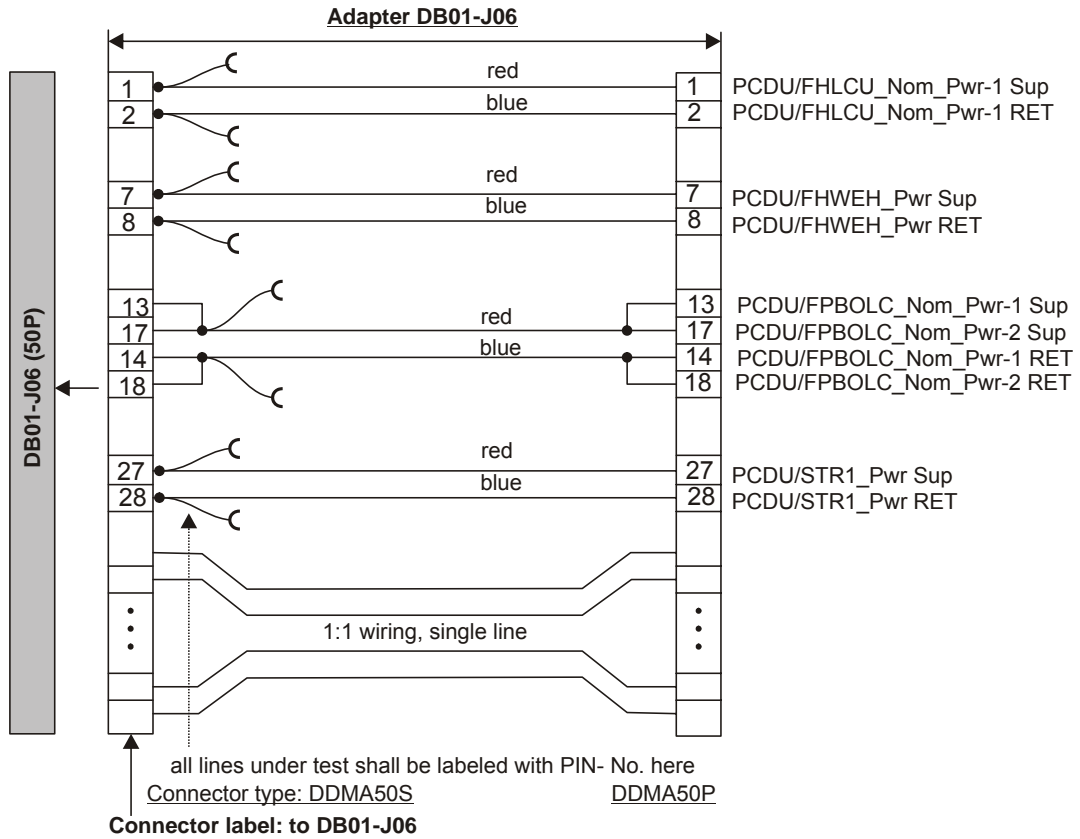 Adapter DB01-J06
red
1 1 PCDU/FHLCU_Nom_Pwr-1 Sup
blue
2 2 PCDU/FHLCU_Nom_Pwr-1 RET
red
7 7 PCDU/FHWEH_Pwr Sup
blue
8 8 PCDU/FHWEH_Pwr RET
13 13 PCDU/FPBOLC_Nom_Pwr-1 Sup
red
17 17 PCDU/FPBOLC_Nom_Pwr-2 Sup
blue
14 14 PCDU/FPBOLC_Nom_Pwr-1 RET
18 18 PCDU/FPBOLC_Nom_Pwr-2 RET
DB01-J06 (50P)
red
27 27 PCDU/STR1_Pwr Sup
blue
28 28 PCDU/STR1_Pwr RET
1:1 wiring, single line
all lines under test shall be labeled with PIN- No. here
Connector type: DDMA50S DDMA50P
Connector label: to DB01-J06